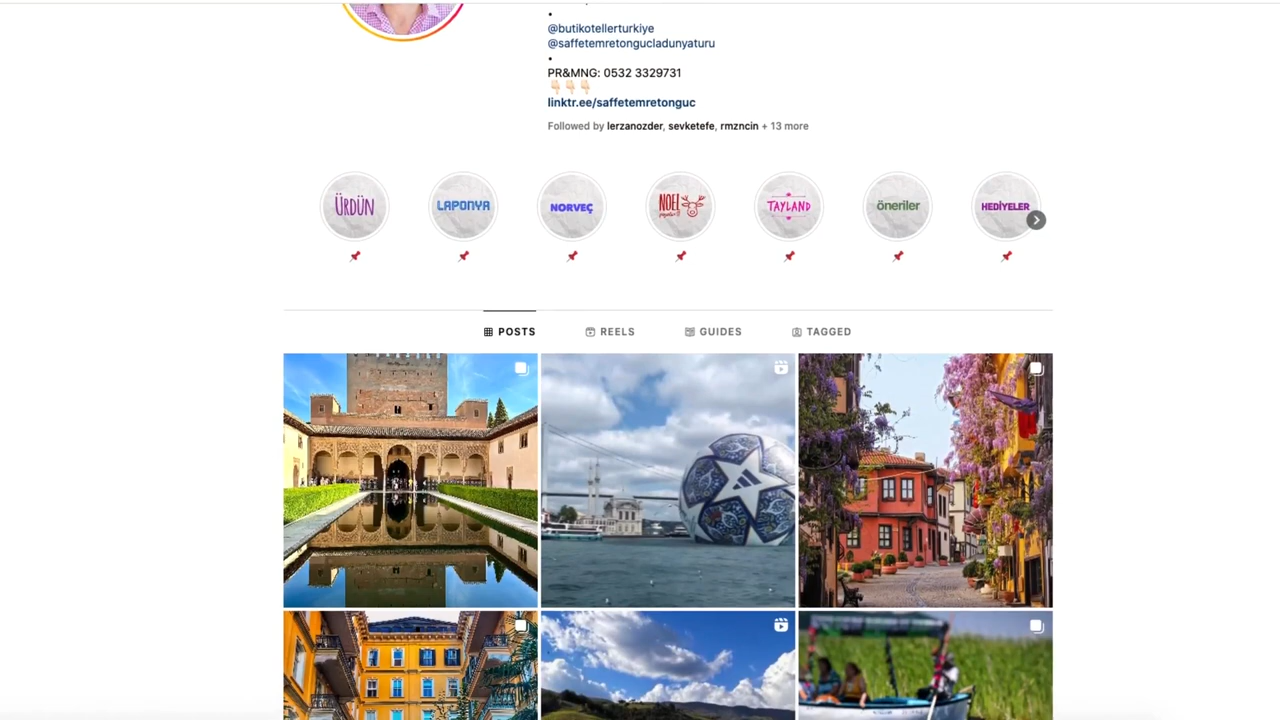 •
@butikotellerturkiye
@saffetemretongucladunyaturu
•
PR&MNG: 0532 3329731
👇🏻👇🏻👇🏻
linktr.ee/saffetemretonguc
Followed by lerzanozder, sevketefe, rmzncin + 13 more
ÜRDÜN
LAPONYA
NORVEÇ
NOEL
TAYLAND
öneriler
HEDİYELER
POSTS
REELS
GUIDES
TAGGED